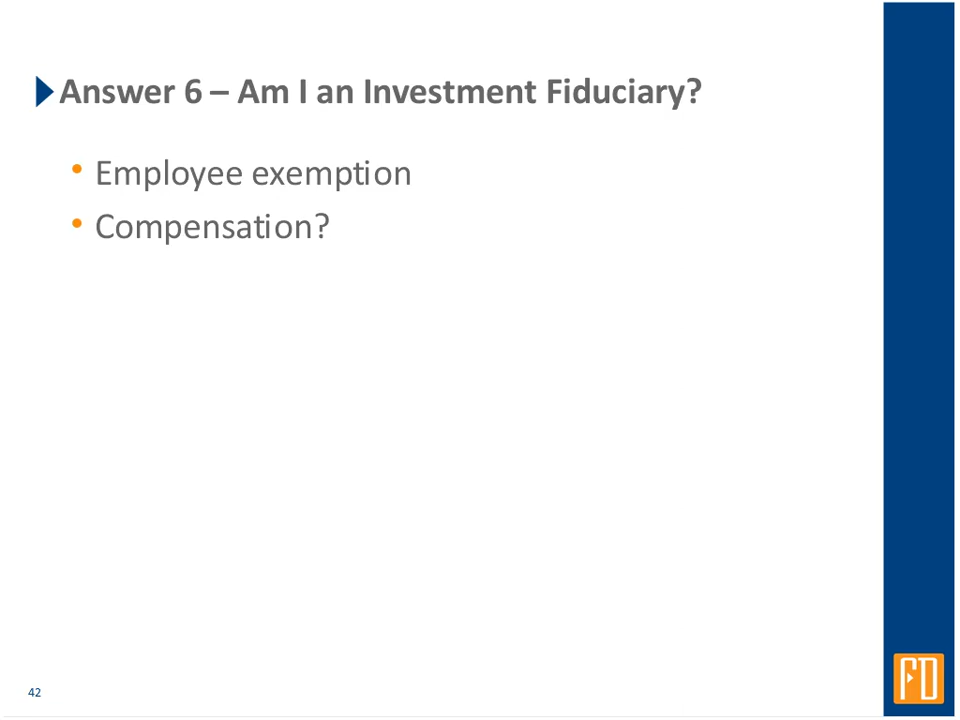 Answer 6 – Am I an Investment Fiduciary?
• Employee exemption
• Compensation?
42
FD